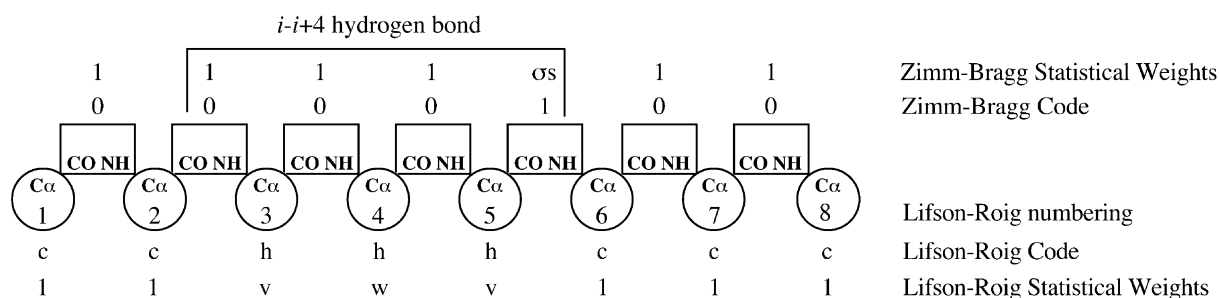 i-i+4 hydrogen bond
1 1 1 1 σs 1 1 Zimm-Bragg Statistical Weights
0 0 0 0 1 0 0 Zimm-Bragg Code
CO NH CO NH CO NH CO NH CO NH CO NH CO NH
Cα Cα Cα Cα Cα Cα Cα Cα
1 2 3 4 5 6 7 8 Lifson-Roig numbering
c c h h h c c c Lifson-Roig Code
1 1 v w v 1 1 1 Lifson-Roig Statistical Weights